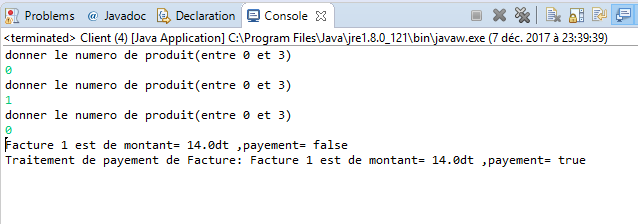 Problems @ Javadoc Declaration Console
<terminated> Client (4) [Java Application] C:\Program Files\Java\jre1.8.0_121\bin\javaw.exe (7 déc. 2017 à 23:39:39)
donner le numero de produit(entre 0 et 3)
0
donner le numero de produit(entre 0 et 3)
1
donner le numero de produit(entre 0 et 3)
0
Facture 1 est de montant= 14.0dt ,payement= false
Traitement de payement de Facture: Facture 1 est de montant= 14.0dt ,payement= true